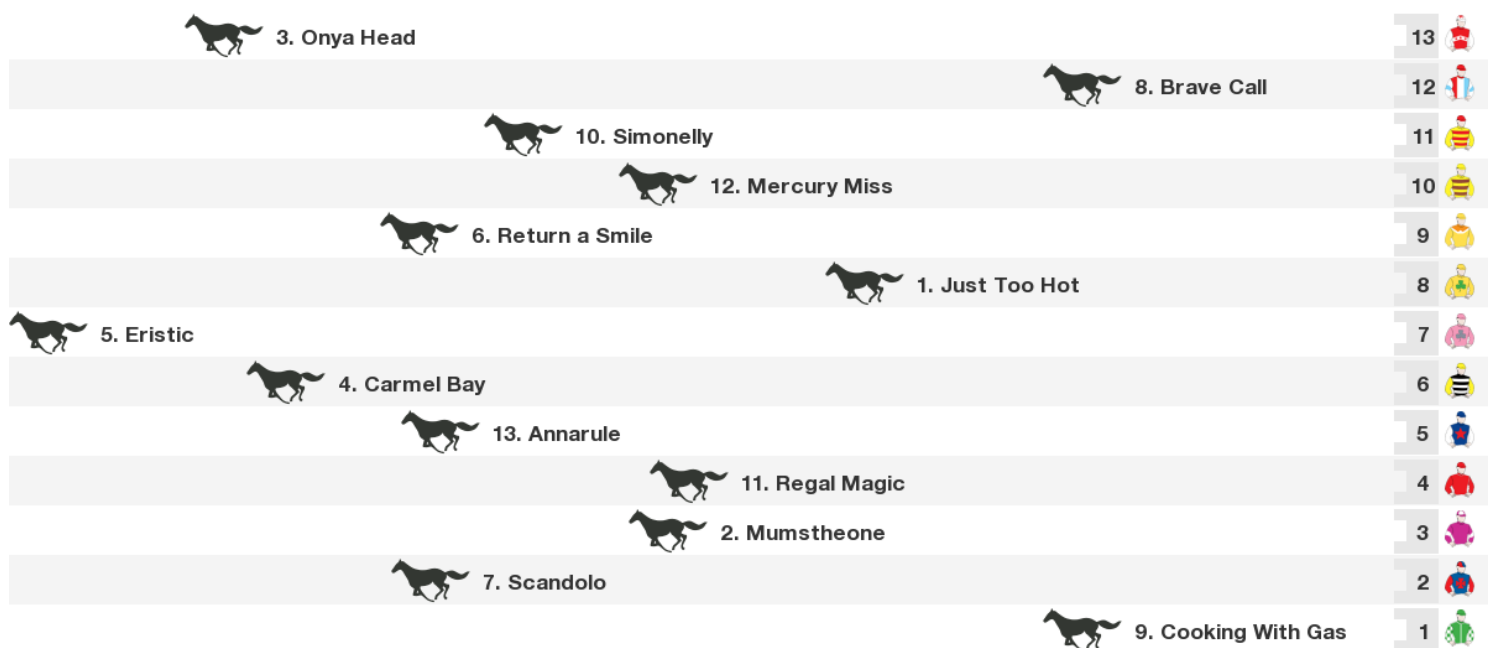 3. Onya Head 13
8. Brave Call 12
10. Simonelly 11
12. Mercury Miss 10
6. Return a Smile 9
1. Just Too Hot 8
5. Eristic 7
4. Carmel Bay 6
13. Annarule 5
11. Regal Magic 4
2. Mumstheone 3
7. Scandolo 2
9. Cooking With Gas 1